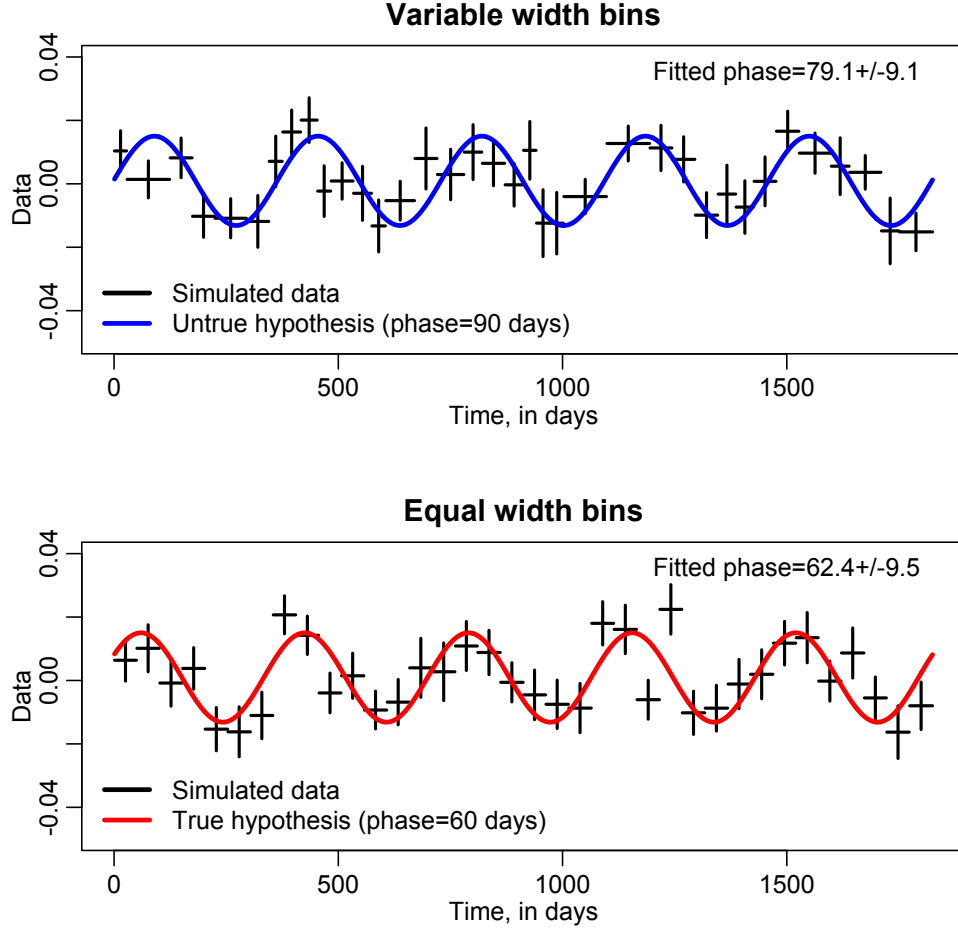 Variable width bins
Fitted phase=79.1+/-9.1
0.04
0.00
-0.04
Data
Simulated data
Untrue hypothesis (phase=90 days)
0 500 1000 1500
Time, in days
Equal width bins
Fitted phase=62.4+/-9.5
0.04
0.00
-0.04
Data
Simulated data
True hypothesis (phase=60 days)
0 500 1000 1500
Time, in days